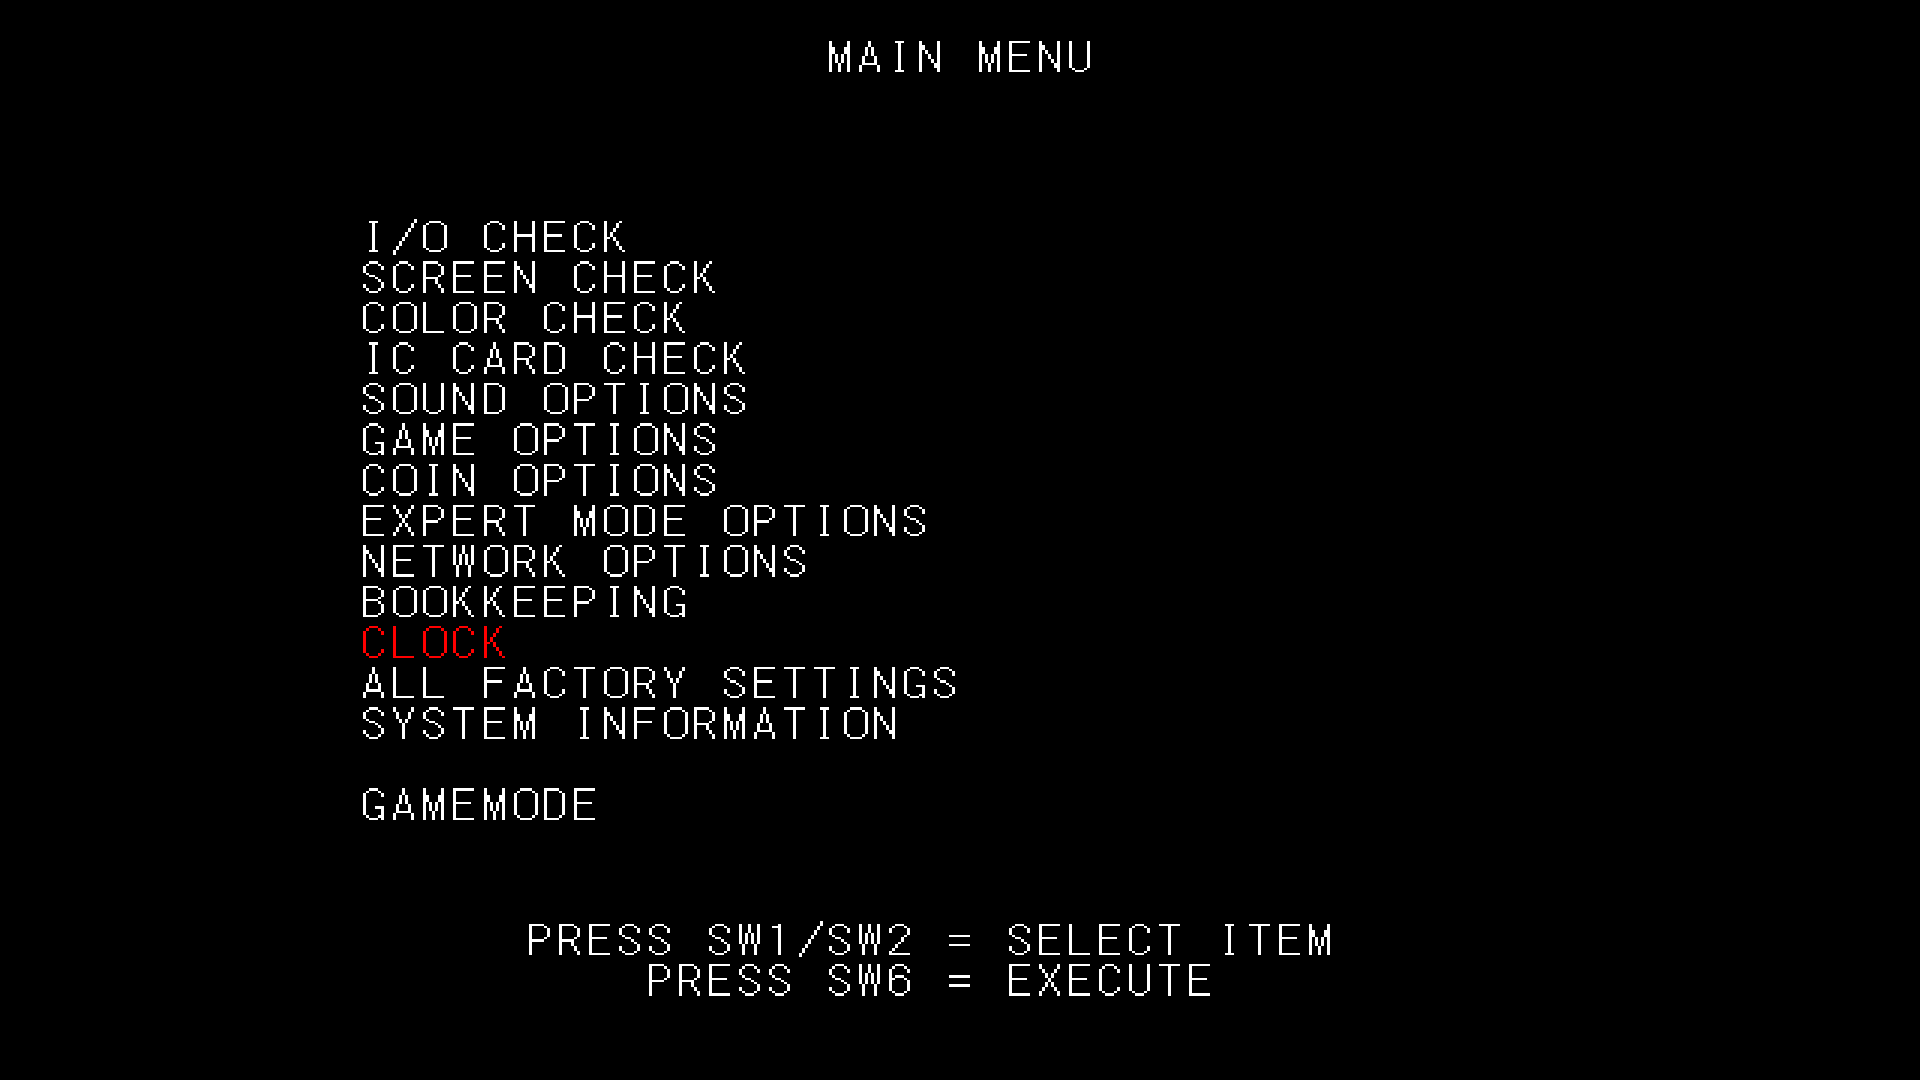 MAIN MENU
I/O CHECK
SCREEN CHECK
COLOR CHECK
IC CARD CHECK
SOUND OPTIONS
GAME OPTIONS
COIN OPTIONS
EXPERT MODE OPTIONS
NETWORK OPTIONS
BOOKKEEPING
CLOCK
ALL FACTORY SETTINGS
SYSTEM INFORMATION
GAMEMODE
PRESS SW1/SW2 = SELECT ITEM
PRESS SW6 = EXECUTE